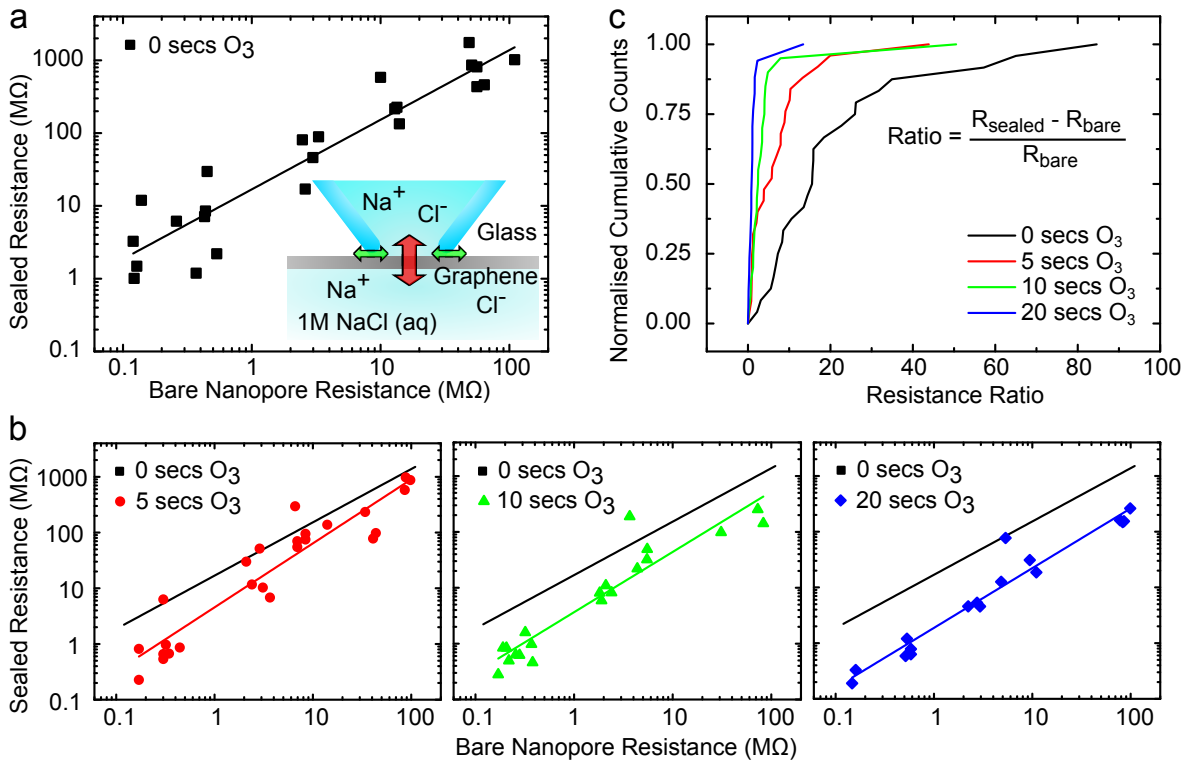 a
0 secs O3
Sealed Resistance (MΩ)
1000
100
10
1
0.1
0.1 1 10 100
Bare Nanopore Resistance (MΩ)
Na+
Cl-
Glass
Graphene
Na+
Cl-
1M NaCl (aq)
c
Normalised Cumulative Counts
1.00
0.75
0.50
0.25
0.00
Ratio = Rsealed - Rbare
Rbare
0 secs O3
5 secs O3
10 secs O3
20 secs O3
0 20 40 60 80 100
Resistance Ratio
b
Sealed Resistance (MΩ)
1000
100
10
1
0.1
0 secs O3
5 secs O3
0.1 1 10 100
0 secs O3
10 secs O3
0.1 1 10 100
0 secs O3
20 secs O3
0.1 1 10 100
Bare Nanopore Resistance (MΩ)